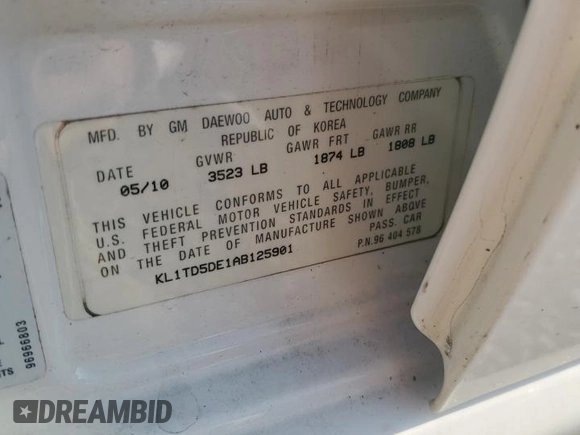 MFD. BY GM DAEWOO AUTO & TECHNOLOGY COMPANY
REPUBLIC OF KOREA
DATE GVWR GAWR FRT GAWR RR
05/10 3523 LB 1874 LB 1808 LB
THIS VEHICLE CONFORMS TO ALL APPLICABLE
U.S. FEDERAL MOTOR VEHICLE SAFETY, BUMPER,
AND THEFT PREVENTION STANDARDS IN EFFECT
ON THE DATE OF MANUFACTURE SHOWN ABOVE
PASS. CAR
KL1TD5DE1AB125901
P.N.96 404 578
96966803
DREAMBID